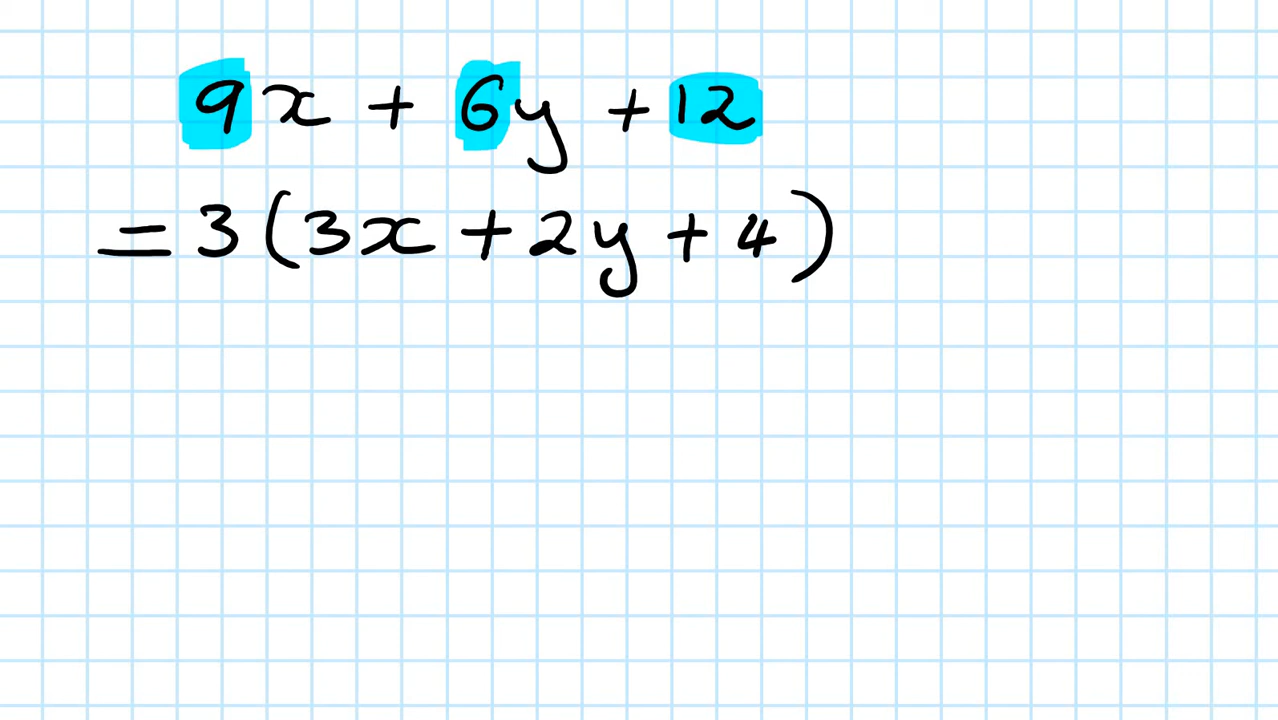 9x + 6y + 12
= 3(3x + 2y + 4)